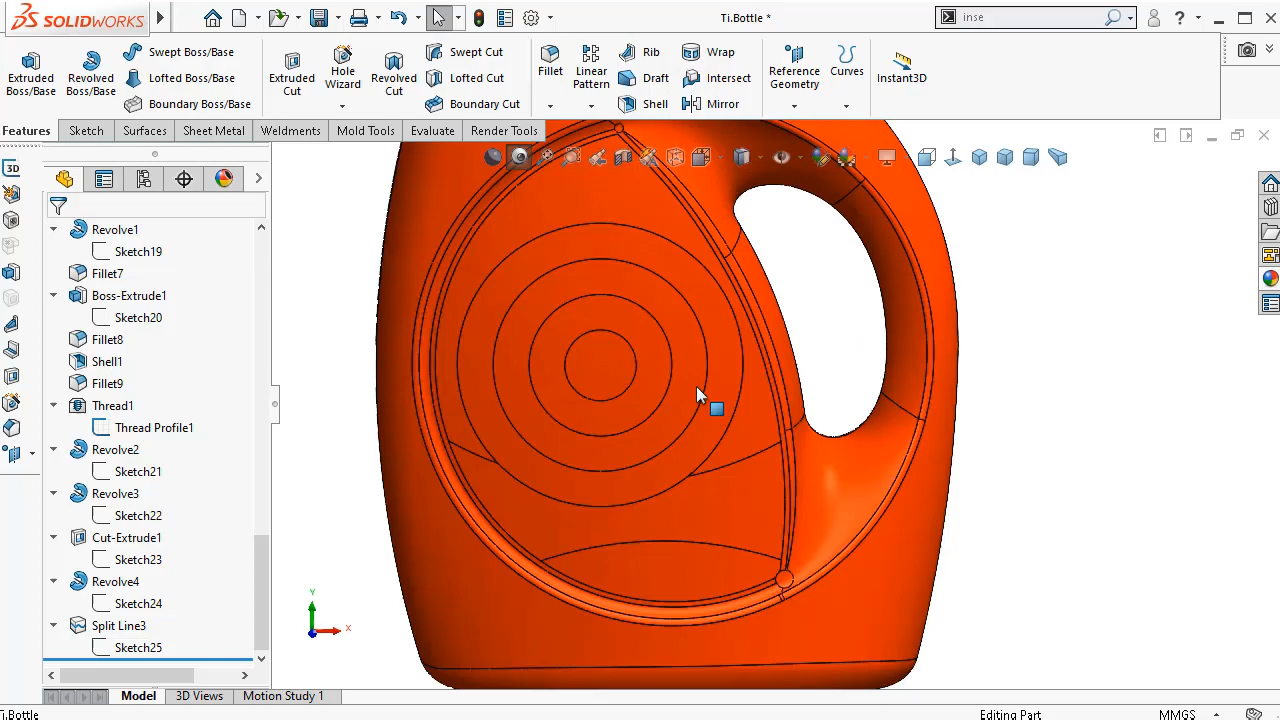 SOLIDWORKS
Ti.Bottle *
inse
Extruded Boss/Base
Revolved Boss/Base
Swept Boss/Base
Lofted Boss/Base
Boundary Boss/Base
Extruded Cut
Hole Wizard
Revolved Cut
Swept Cut
Lofted Cut
Boundary Cut
Fillet
Linear Pattern
Rib
Draft
Shell
Wrap
Intersect
Mirror
Reference Geometry
Curves
Instant3D
Features
Sketch
Surfaces
Sheet Metal
Weldments
Mold Tools
Evaluate
Render Tools
3D
Revolve1
Sketch19
Fillet7
Boss-Extrude1
Sketch20
Fillet8
Shell1
Fillet9
Thread1
Thread Profile1
Revolve2
Sketch21
Revolve3
Sketch22
Cut-Extrude1
Sketch23
Revolve4
Sketch24
Split Line3
Sketch25
Y
X
Model
3D Views
Motion Study 1
Ti.Bottle
Editing Part
MMGS